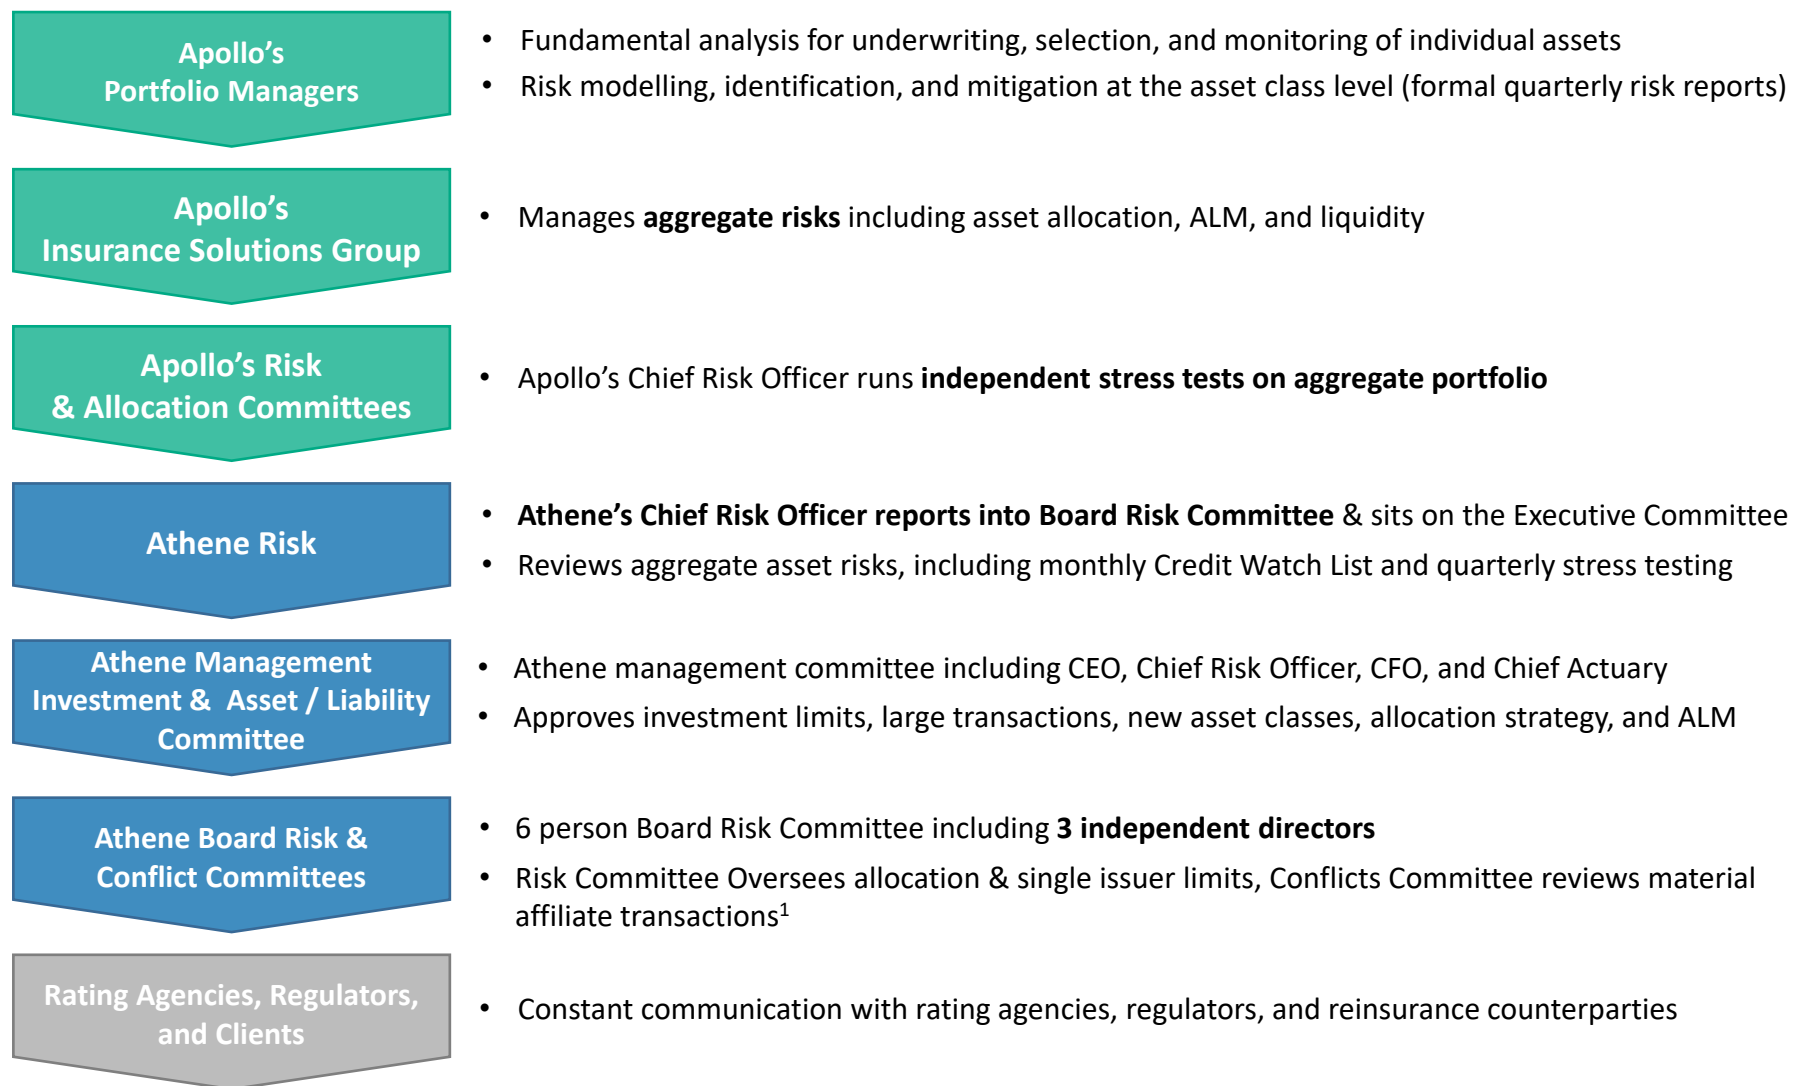 Apollo’s
Portfolio Managers
• Fundamental analysis for underwriting, selection, and monitoring of individual assets
• Risk modelling, identification, and mitigation at the asset class level (formal quarterly risk reports)
Apollo’s
Insurance Solutions Group
• Manages aggregate risks including asset allocation, ALM, and liquidity
Apollo’s Risk
& Allocation Committees
• Apollo’s Chief Risk Officer runs independent stress tests on aggregate portfolio
Athene Risk
• Athene’s Chief Risk Officer reports into Board Risk Committee & sits on the Executive Committee
• Reviews aggregate asset risks, including monthly Credit Watch List and quarterly stress testing
Athene Management
Investment & Asset / Liability
Committee
• Athene management committee including CEO, Chief Risk Officer, CFO, and Chief Actuary
• Approves investment limits, large transactions, new asset classes, allocation strategy, and ALM
Athene Board Risk &
Conflict Committees
• 6 person Board Risk Committee including 3 independent directors
• Risk Committee Oversees allocation & single issuer limits, Conflicts Committee reviews material
affiliate transactions¹
Rating Agencies, Regulators,
and Clients
• Constant communication with rating agencies, regulators, and reinsurance counterparties